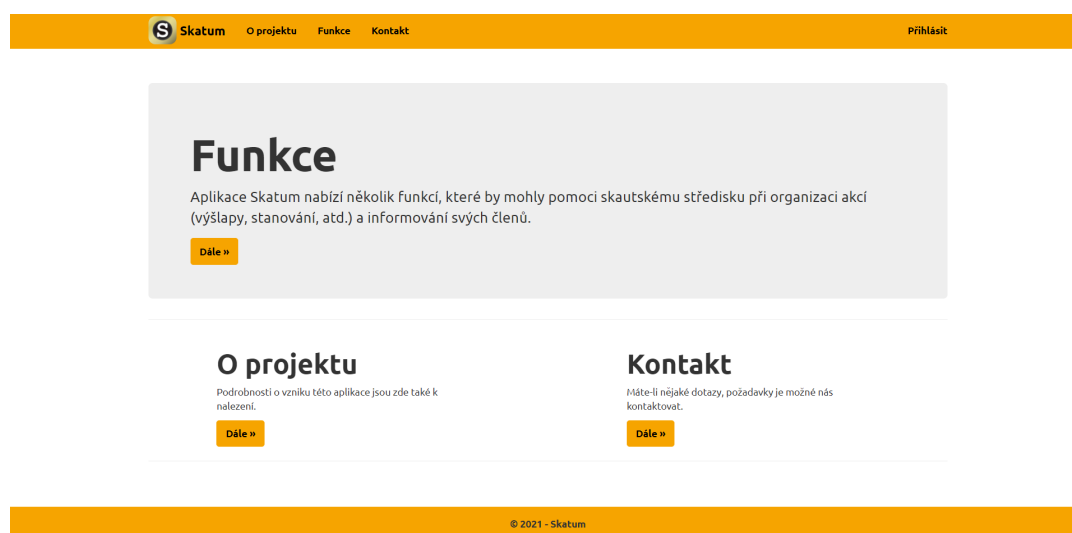 S Skatum O projektu Funkce Kontakt Přihlásit
Funkce
Aplikace Skatum nabízí několik funkcí, které by mohly pomoci skautskému středisku při organizaci akcí
(výšlapy, stanování, atd.) a informování svých členů.
Dále »
O projektu
Podrobnosti o vzniku této aplikace jsou zde také k
nalezení.
Dále »
Kontakt
Máte-li nějaké dotazy, požadavky je možné nás
kontaktovat.
Dále »
© 2021 - Skatum